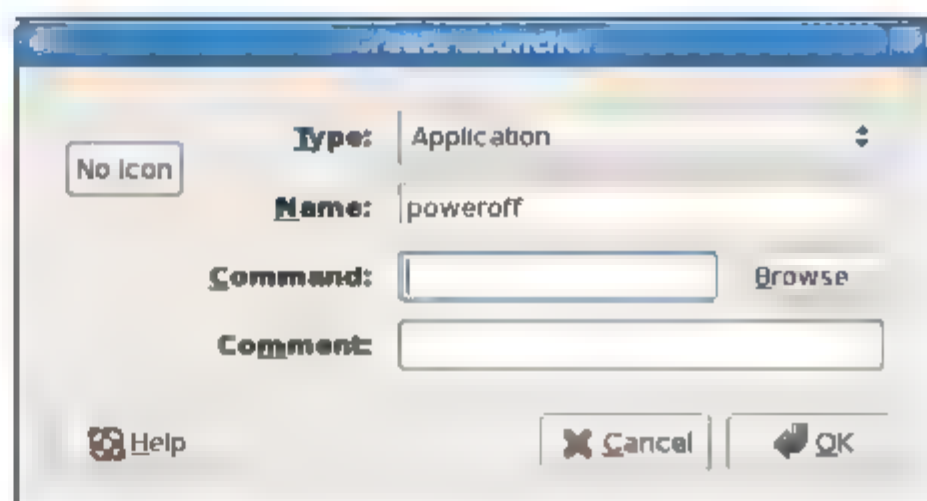 Type: Application
No Icon
Name: poweroff
Command: Browse
Comment:
Help Cancel OK